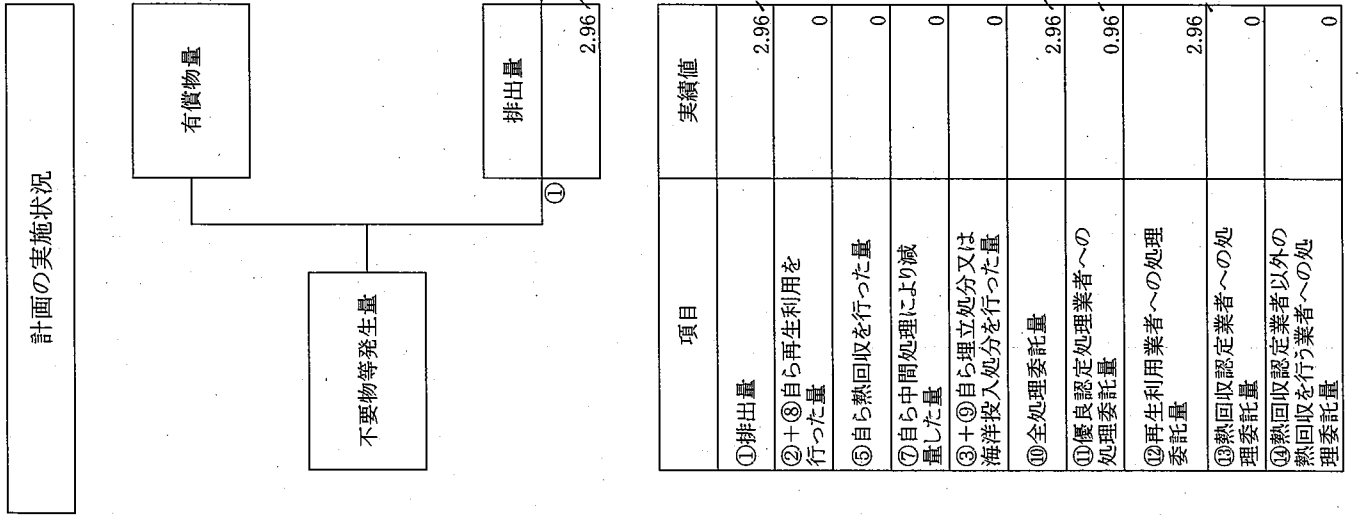 計画の実施状況
有償物量
不要物等発生量
①
排出量
2.96
項目 実績値
①排出量 2.96
②+⑧自ら再生利用を
行った量 0
⑤自ら熱回収を行った量 0
⑦自ら中間処理により減
量した量 0
③+⑨自ら埋立処分又は
海洋投入処分を行った量 0
⑩全処理委託量 2.96
⑪優良認定処理業者への
処理委託量 0.96
⑫再生利用業者への処理
委託量 2.96
⑬熱回収認定業者への処
理委託量 0
⑭熱回収認定業者以外の
熱回収を行う業者への処
理委託量 0